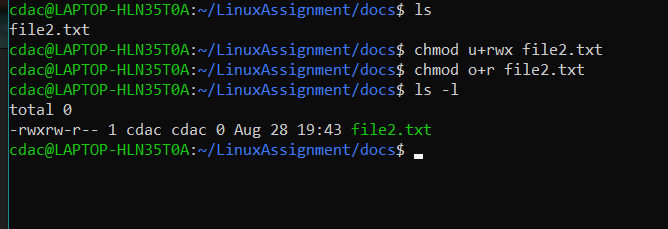 cdac@LAPTOP-HLN35T0A:~/LinuxAssignment/docs$ ls
file2.txt
cdac@LAPTOP-HLN35T0A:~/LinuxAssignment/docs$ chmod u+rwx file2.txt
cdac@LAPTOP-HLN35T0A:~/LinuxAssignment/docs$ chmod o+r file2.txt
cdac@LAPTOP-HLN35T0A:~/LinuxAssignment/docs$ ls -l
total 0
-rwxrw-r-- 1 cdac cdac 0 Aug 28 19:43 file2.txt
cdac@LAPTOP-HLN35T0A:~/LinuxAssignment/docs$